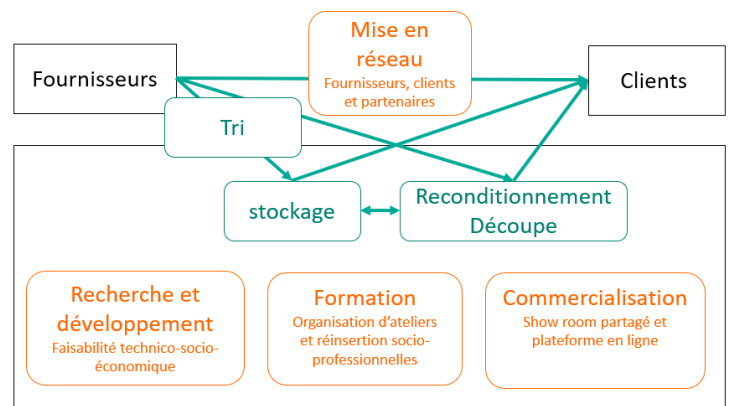 Mise en
réseau
Fournisseurs, clients
et partenaires
Fournisseurs
Clients
Tri
stockage
Reconditionnement
Découpe
Recherche et
développement
Faisabilité technico-socio-
économique
Formation
Organisation d'ateliers
et réinsertion socio-
professionnelles
Commercialisation
Show room partagé et
plateforme en ligne